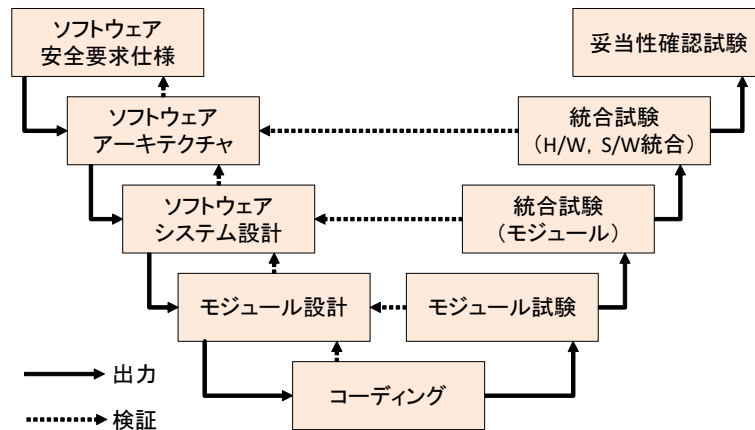 ソフトウェア
安全要求仕様
妥当性確認試験
ソフトウェア
アーキテクチャ
統合試験
(H/W, S/W統合)
ソフトウェア
システム設計
統合試験
(モジュール)
モジュール設計
モジュール試験
コーディング
出力
検証